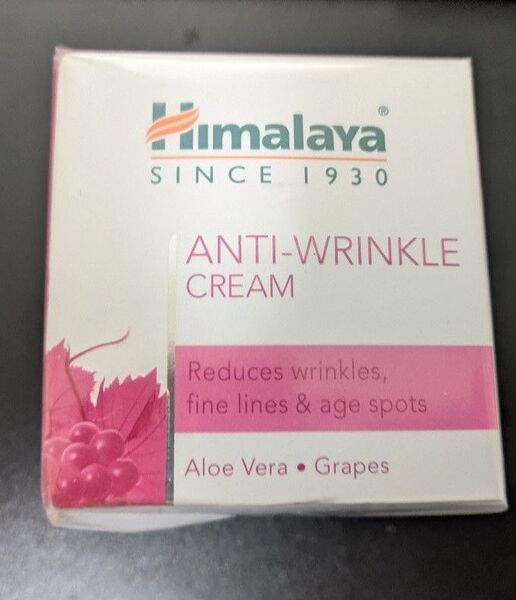 Himalaya®
SINCE 1930
ANTI-WRINKLE
CREAM
Reduces wrinkles,
fine lines & age spots
Aloe Vera • Grapes